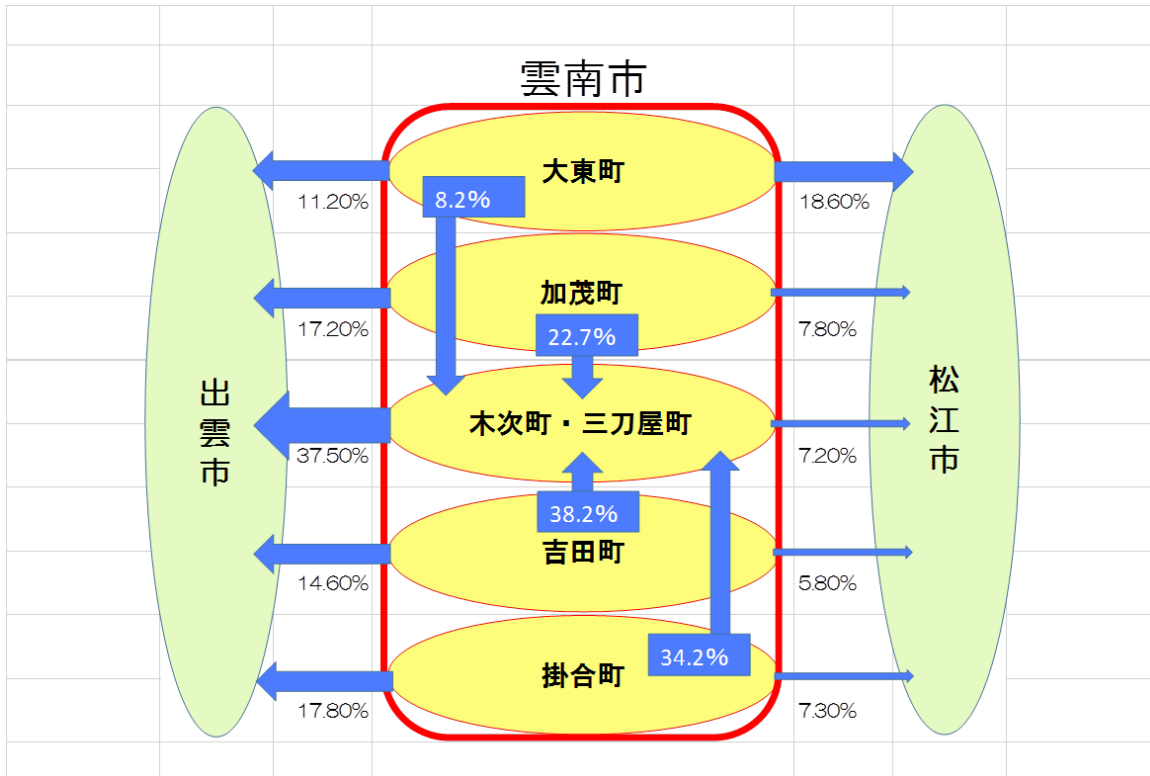 雲南市
大東町
8.2%
11.20%
18.60%
加茂町
22.7%
17.20%
7.80%
出雲市
木次町・三刀屋町
松江市
37.50%
7.20%
38.2%
吉田町
14.60%
5.80%
34.2%
掛合町
17.80%
7.30%